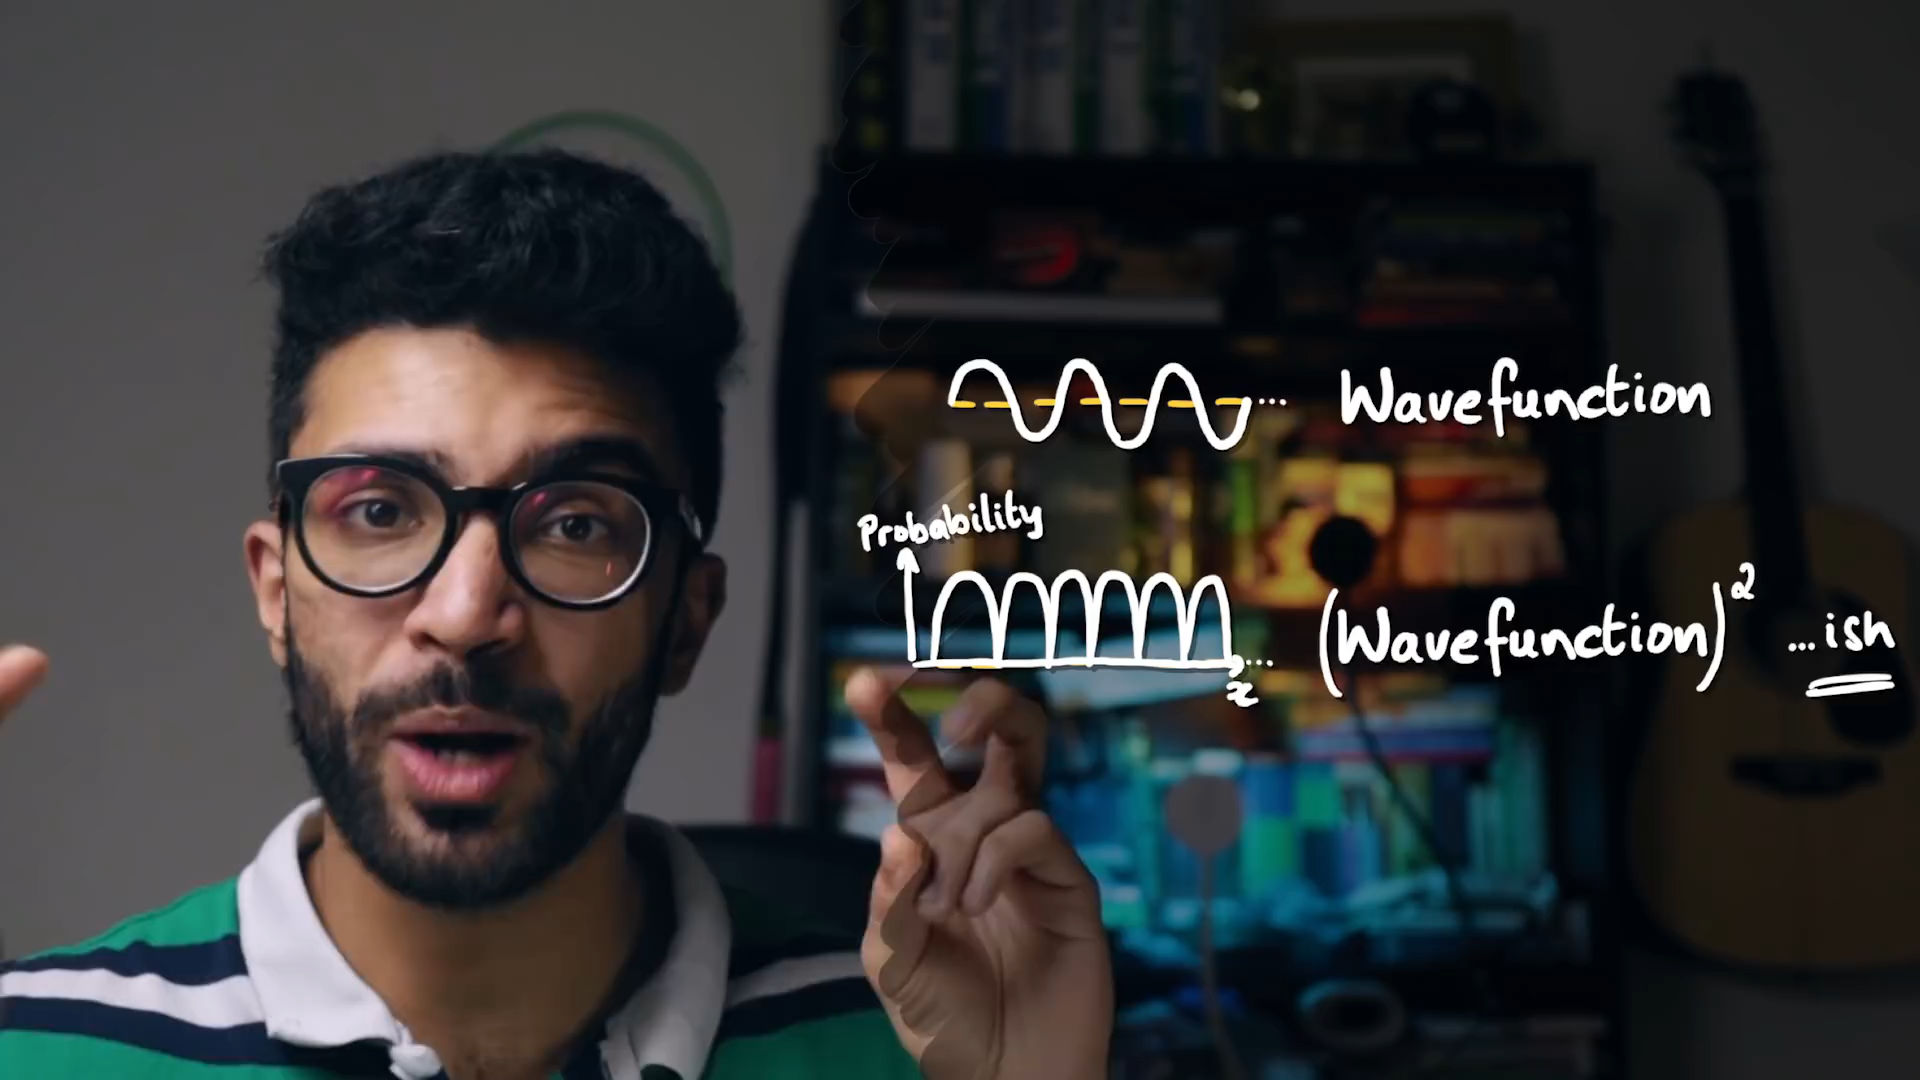 ... Wavefunction
Probability
(Wavefunction)² ...ish
...
x